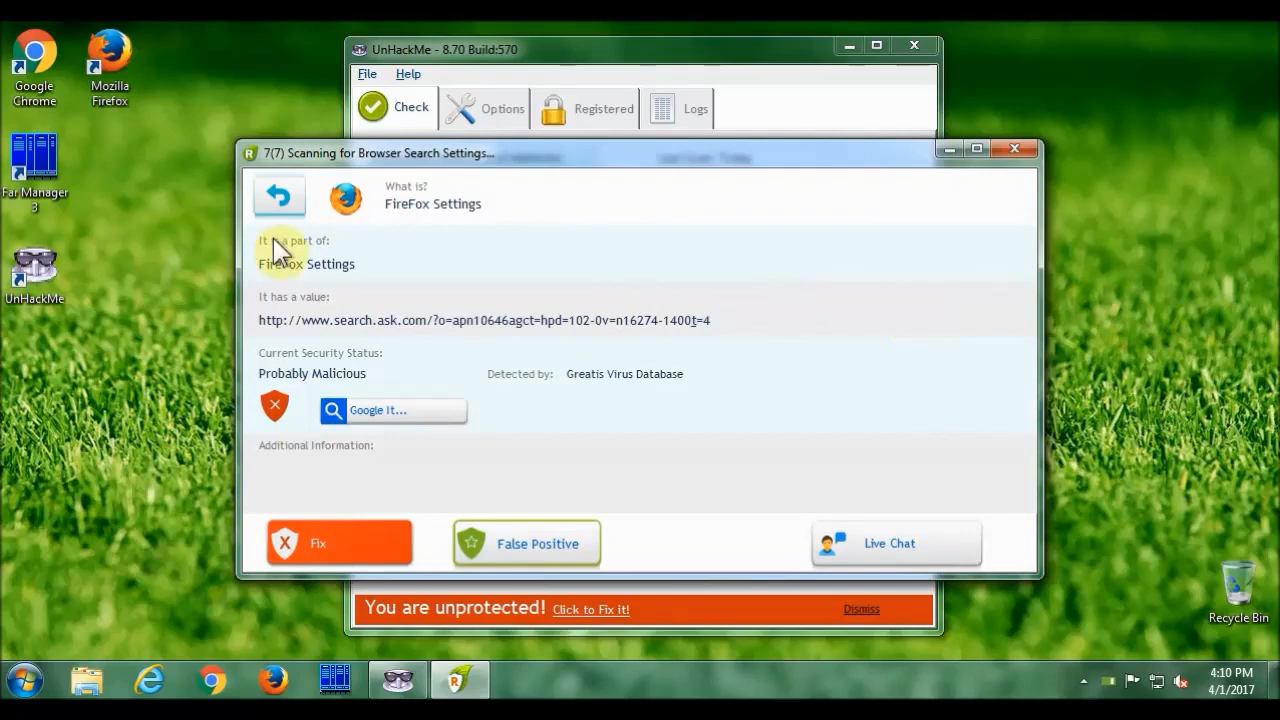 Google
Chrome
Mozilla
Firefox
Far Manager
3
UnHackMe
UnHackMe - 8.70 Build:570
File Help
Check Options Registered Logs
7(7) Scanning for Browser Search Settings...
What is?
FireFox Settings
It is a part of:
FireFox Settings
It has a value:
http://www.search.ask.com/?o=apn10646agct=hpd=102-0v=n16274-1400t=4
Current Security Status:
Probably Malicious Detected by: Greatis Virus Database
Google It...
Additional Information:
Fix False Positive Live Chat
You are unprotected! Click to Fix it! Dismiss
Recycle Bin
4:10 PM
4/1/2017